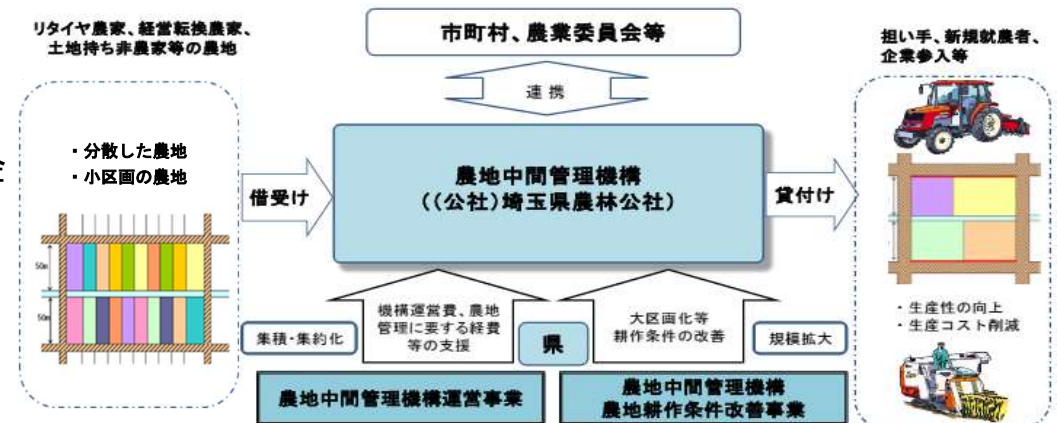 リタイヤ農家、経営転換農家、
土地持ち非農家等の農地
・分散した農地
・小区画の農地
50m
50m
借受け
市町村、農業委員会等
連携
農地中間管理機構
((公社)埼玉県農林公社)
貸付け
担い手、新規就農者、
企業参入等
・生産性の向上
・生産コスト削減
集積・集約化
機構運営費、農地
管理に要する経費
等の支援
県
大区画化等
耕作条件の改善
規模拡大
農地中間管理機構運営事業
農地中間管理機構
農地耕作条件改善事業